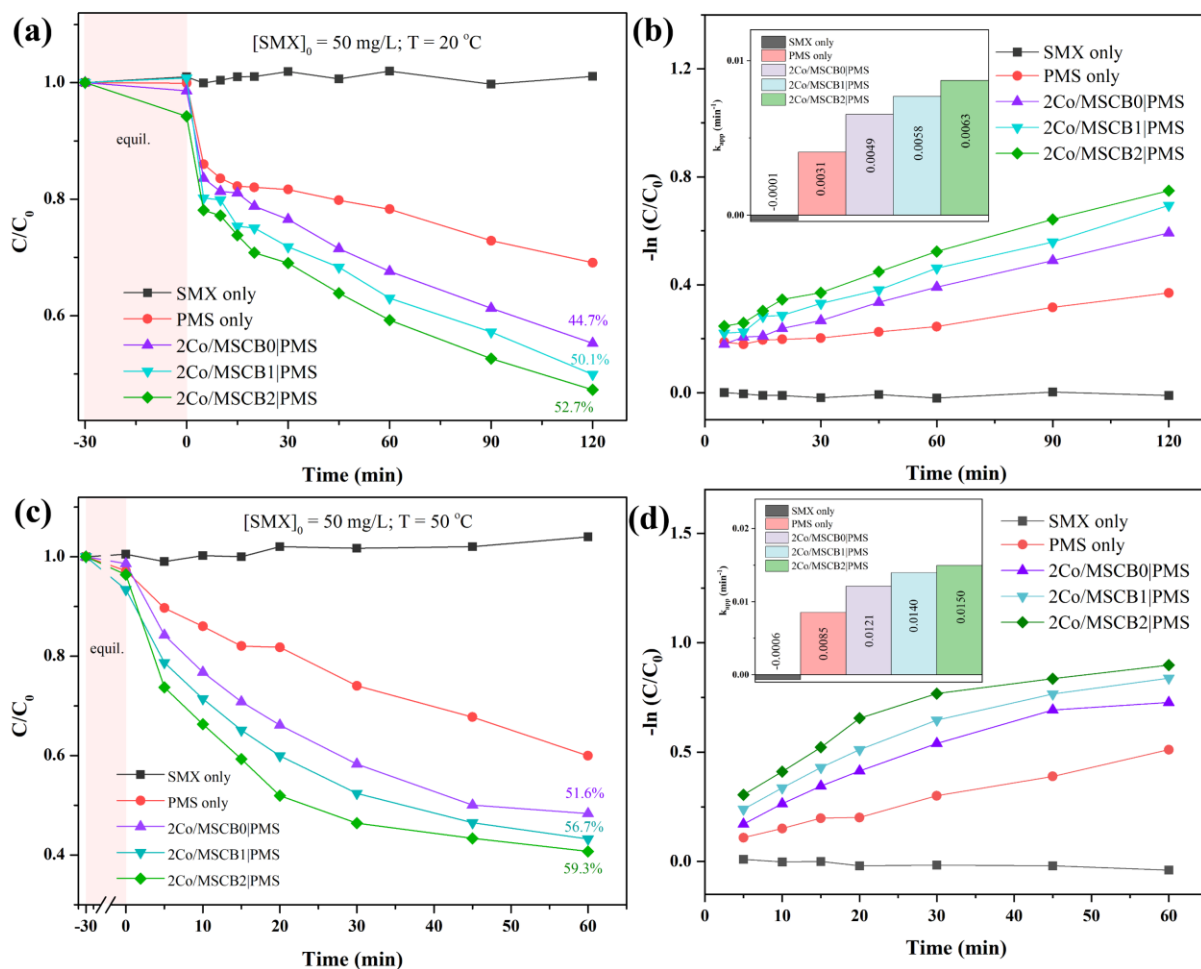 (a)
[SMX]0 = 50 mg/L; T = 20 °C
equil.
SMX only
PMS only
2Co/MSCB0|PMS
2Co/MSCB1|PMS
2Co/MSCB2|PMS
44.7%
50.1%
52.7%
C/C0
1.0
0.8
0.6
-30
0
30
60
90
120
Time (min)
(b)
SMX only
PMS only
2Co/MSCB0|PMS
2Co/MSCB1|PMS
2Co/MSCB2|PMS
kapp (min-1)
0.01
0.00
-0.0001
0.0031
0.0049
0.0058
0.0063
SMX only
PMS only
2Co/MSCB0|PMS
2Co/MSCB1|PMS
2Co/MSCB2|PMS
-ln (C/C0)
1.2
0.8
0.4
0.0
0
30
60
90
120
Time (min)
(c)
[SMX]0 = 50 mg/L; T = 50 °C
equil.
SMX only
PMS only
2Co/MSCB0|PMS
2Co/MSCB1|PMS
2Co/MSCB2|PMS
51.6%
56.7%
59.3%
C/C0
1.0
0.8
0.6
0.4
-30
0
10
20
30
40
50
60
Time (min)
(d)
SMX only
PMS only
2Co/MSCB0|PMS
2Co/MSCB1|PMS
2Co/MSCB2|PMS
kapp (min-1)
0.02
0.01
0.00
-0.0006
0.0085
0.0121
0.0140
0.0150
SMX only
PMS only
2Co/MSCB0|PMS
2Co/MSCB1|PMS
2Co/MSCB2|PMS
-ln (C/C0)
1.5
1.0
0.5
0.0
0
10
20
30
40
50
60
Time (min)